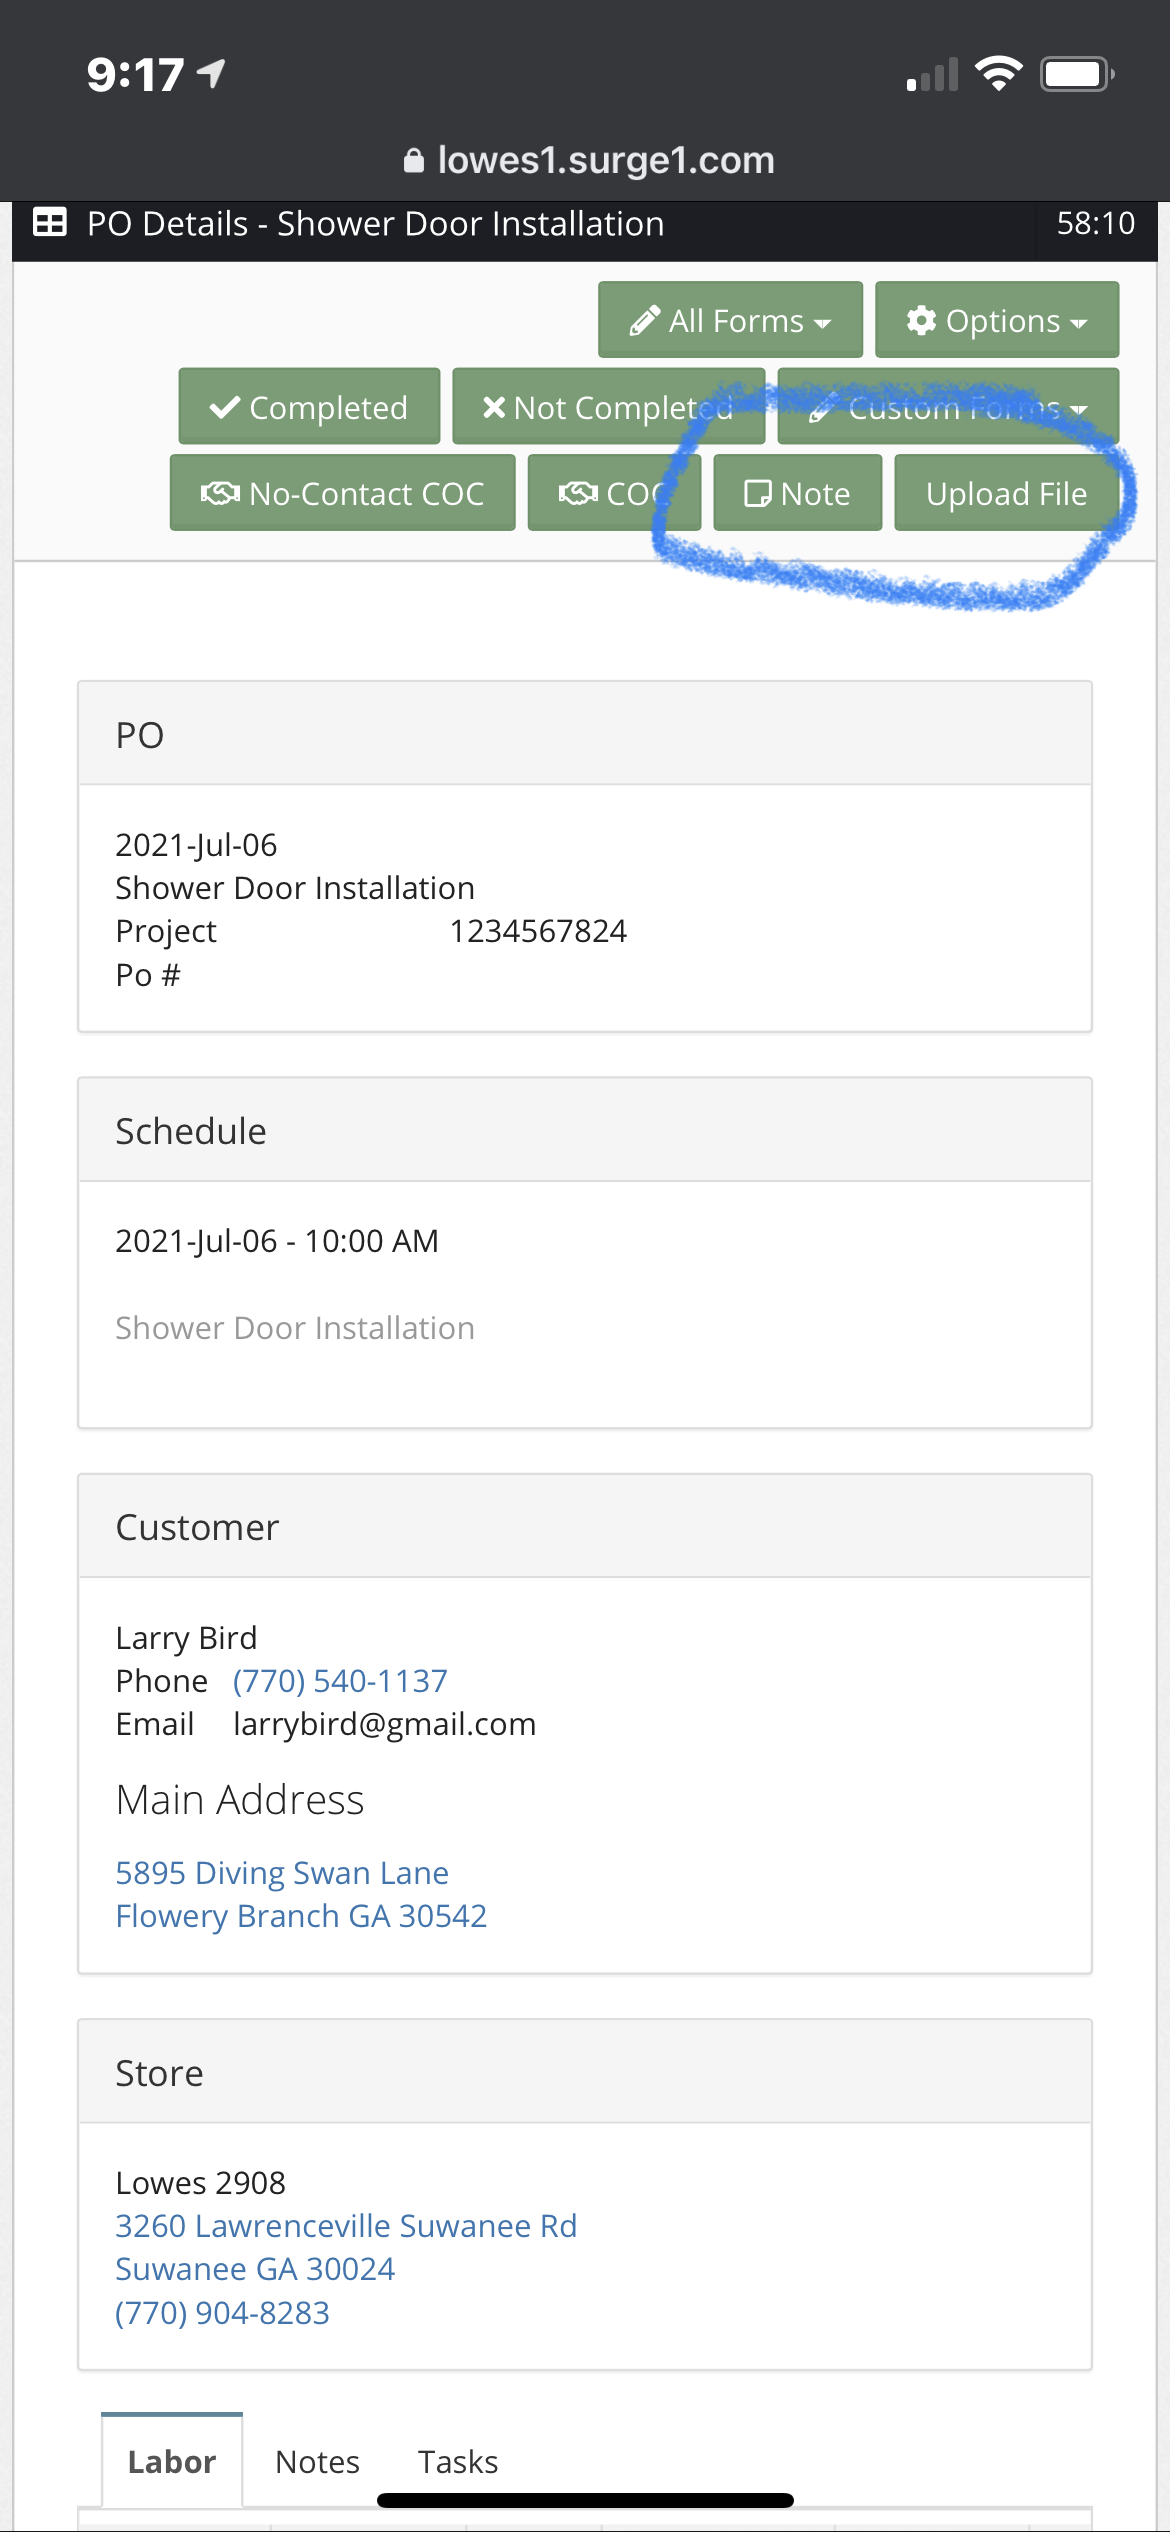 9:17
lowes1.surge1.com
PO Details - Shower Door Installation 58:10
All Forms Options
Completed Not Completed Custom Forms
No-Contact COC COC Note Upload File
PO
2021-Jul-06
Shower Door Installation
Project 1234567824
Po #
Schedule
2021-Jul-06 - 10:00 AM
Shower Door Installation
Customer
Larry Bird
Phone (770) 540-1137
Email larrybird@gmail.com
Main Address
5895 Diving Swan Lane
Flowery Branch GA 30542
Store
Lowes 2908
3260 Lawrenceville Suwanee Rd
Suwanee GA 30024
(770) 904-8283
Labor Notes Tasks